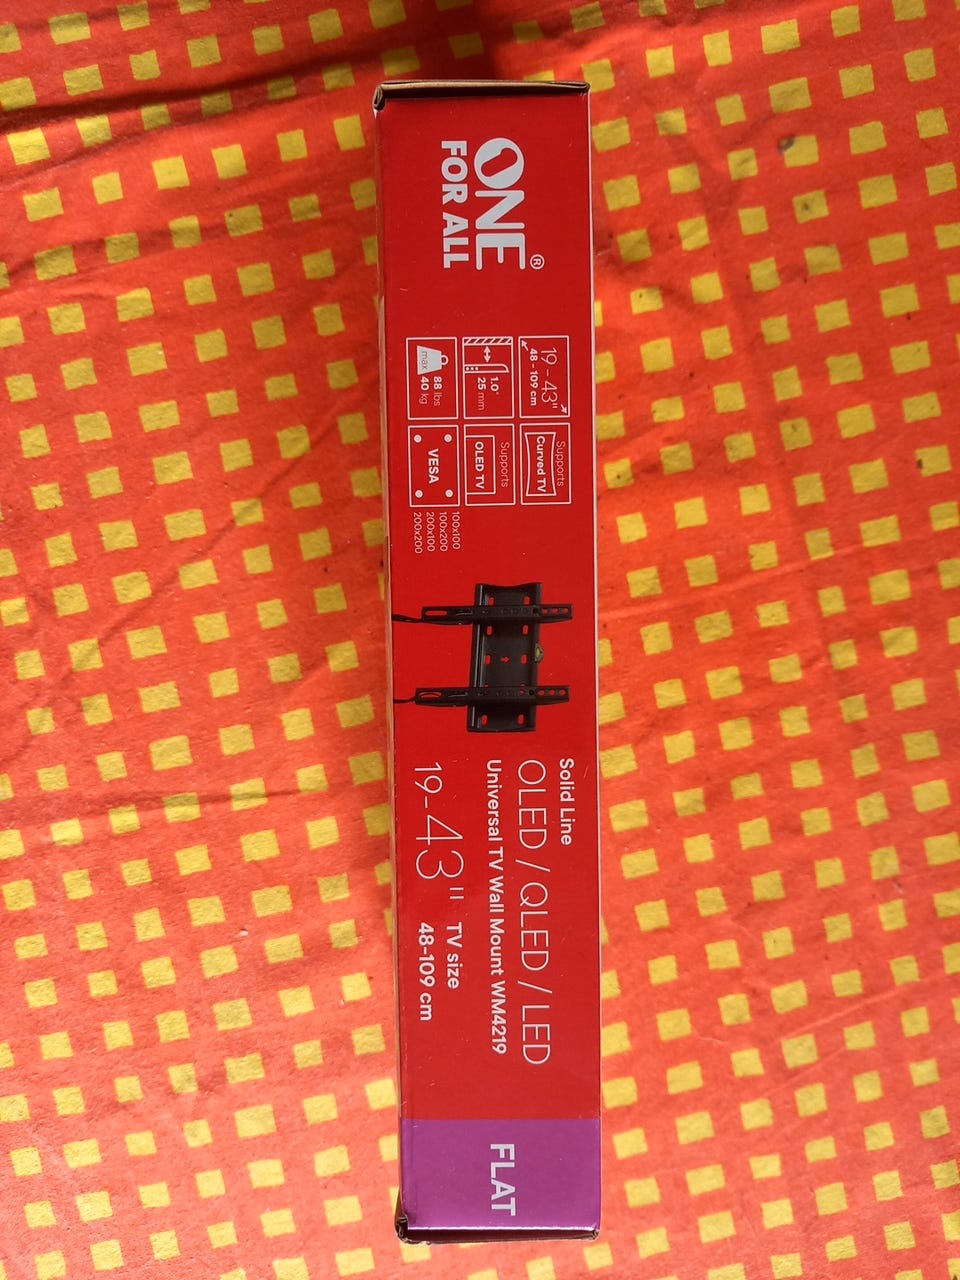 ONE®
FOR ALL
19 - 43"
48 - 109 cm
Supports
Curved TV
1.0"
25 mm
Supports
OLED TV
max
88 lbs
40 kg
VESA
100x100
100x200
200x100
200x200
Solid Line
OLED / QLED / LED
Universal TV Wall Mount WM4219
19-43" TV size
48-109 cm
FLAT